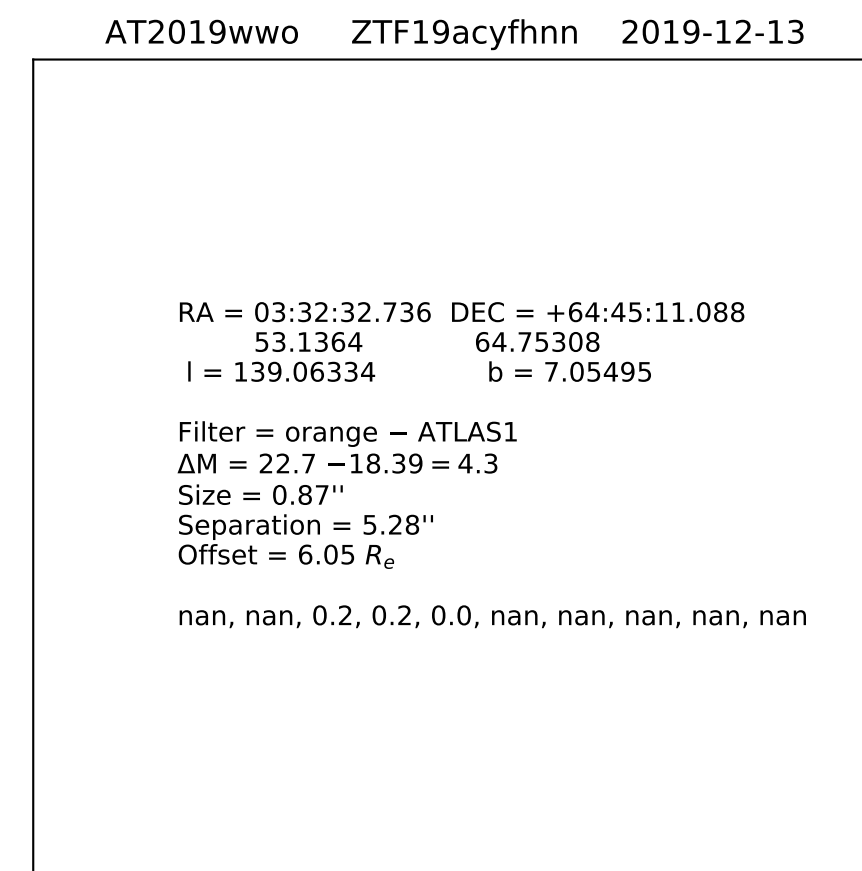 AT2019wwo ZTF19acyfhnn 2019-12-13
RA = 03:32:32.736 DEC = +64:45:11.088
53.1364 64.75308
l = 139.06334 b = 7.05495
Filter = orange − ATLAS1
ΔM = 22.7 −18.39 = 4.3
Size = 0.87''
Separation = 5.28''
Offset = 6.05 Rₑ
nan, nan, 0.2, 0.2, 0.0, nan, nan, nan, nan, nan